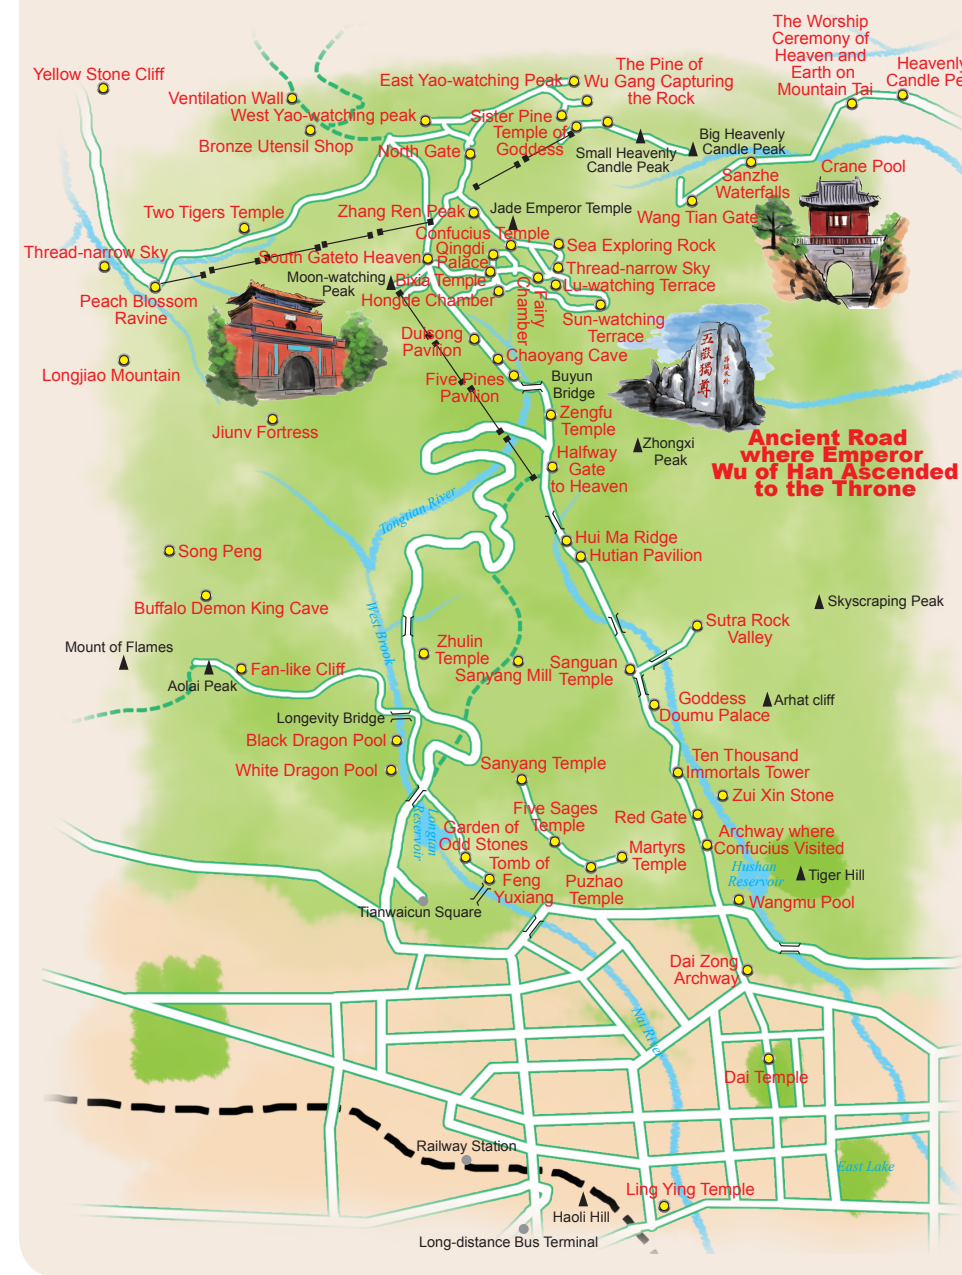 The Worship
Ceremony of
Heaven and
Earth on
Mountain Tai
Heavenly
Candle Pe
Yellow Stone Cliff
Ventilation Wall
West Yao-watching peak
Bronze Utensil Shop
East Yao-watching Peak
The Pine of
Wu Gang Capturing
the Rock
Sister Pine
Temple of
Goddess
North Gate
Small Heavenly
Candle Peak
Big Heavenly
Candle Peak
Sanzhe
Waterfalls
Crane Pool
Wang Tian Gate
Two Tigers Temple
Zhang Ren Peak
Jade Emperor Temple
Confucius Temple
Qingdi
Palace
Sea Exploring Rock
Thread-narrow Sky
South Gateto Heaven
Thread-narrow Sky
Moon-watching
Peak
Bixia Temple
Lu-watching Terrace
Hongde Chamber
Fairy
Chamber
Peach Blossom
Ravine
Sun-watching
Terrace
Duisong
Pavilion
Chaoyang Cave
五嶽獨尊
Longjiao Mountain
Five Pines
Pavilion
Buyun
Bridge
Jiunv Fortress
Zengfu
Temple
Zhongxi
Peak
Ancient Road
where Emperor
Wu of Han Ascended
to the Throne
Halfway
Gate
to Heaven
Tongtian River
Song Peng
Hui Ma Ridge
Hutian Pavilion
Buffalo Demon King Cave
West Brook
Skyscraping Peak
Sutra Rock
Valley
Mount of Flames
Aolai Peak
Fan-like Cliff
Zhulin
Temple
Sanyang Mill
Sanguan
Temple
Longevity Bridge
Goddess
Doumu Palace
Arhat cliff
Black Dragon Pool
White Dragon Pool
Sanyang Temple
Ten Thousand
Immortals Tower
Zui Xin Stone
Longtan
Reservoir
Five Sages
Temple
Red Gate
Garden of
Odd Stones
Archway where
Confucius Visited
Martyrs
Temple
Tomb of
Feng
Yuxiang
Puzhao
Temple
Hushan
Reservoir
Tiger Hill
Wangmu Pool
Tianwaicun Square
Dai Zong
Archway
Nai River
Dai Temple
Railway Station
East Lake
Ling Ying Temple
Haoli Hill
Long-distance Bus Terminal